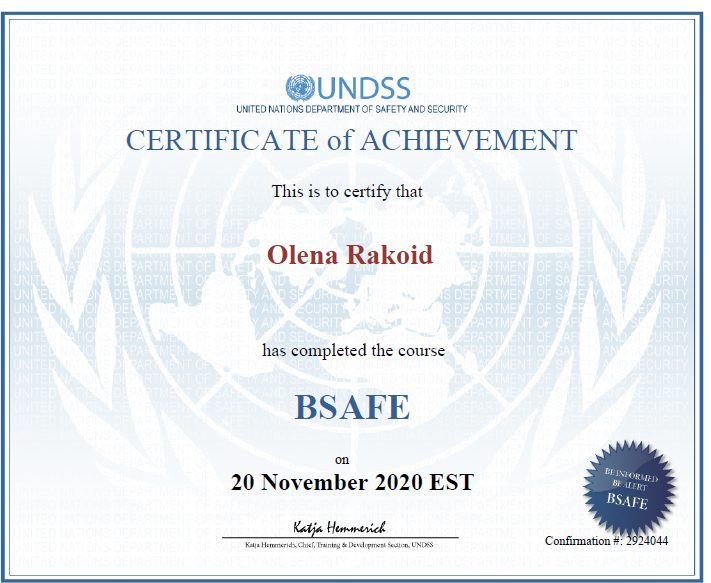 UNDSS
UNITED NATIONS DEPARTMENT OF SAFETY AND SECURITY
CERTIFICATE of ACHIEVEMENT
This is to certify that
Olena Rakoid
has completed the course
BSAFE
on
20 November 2020 EST
Katja Hemmerich
Katja Hemmerich, Chief, Training & Development Section, UNDSS
BE INFORMED
BE ALERT
BSAFE
Confirmation #: 2924044